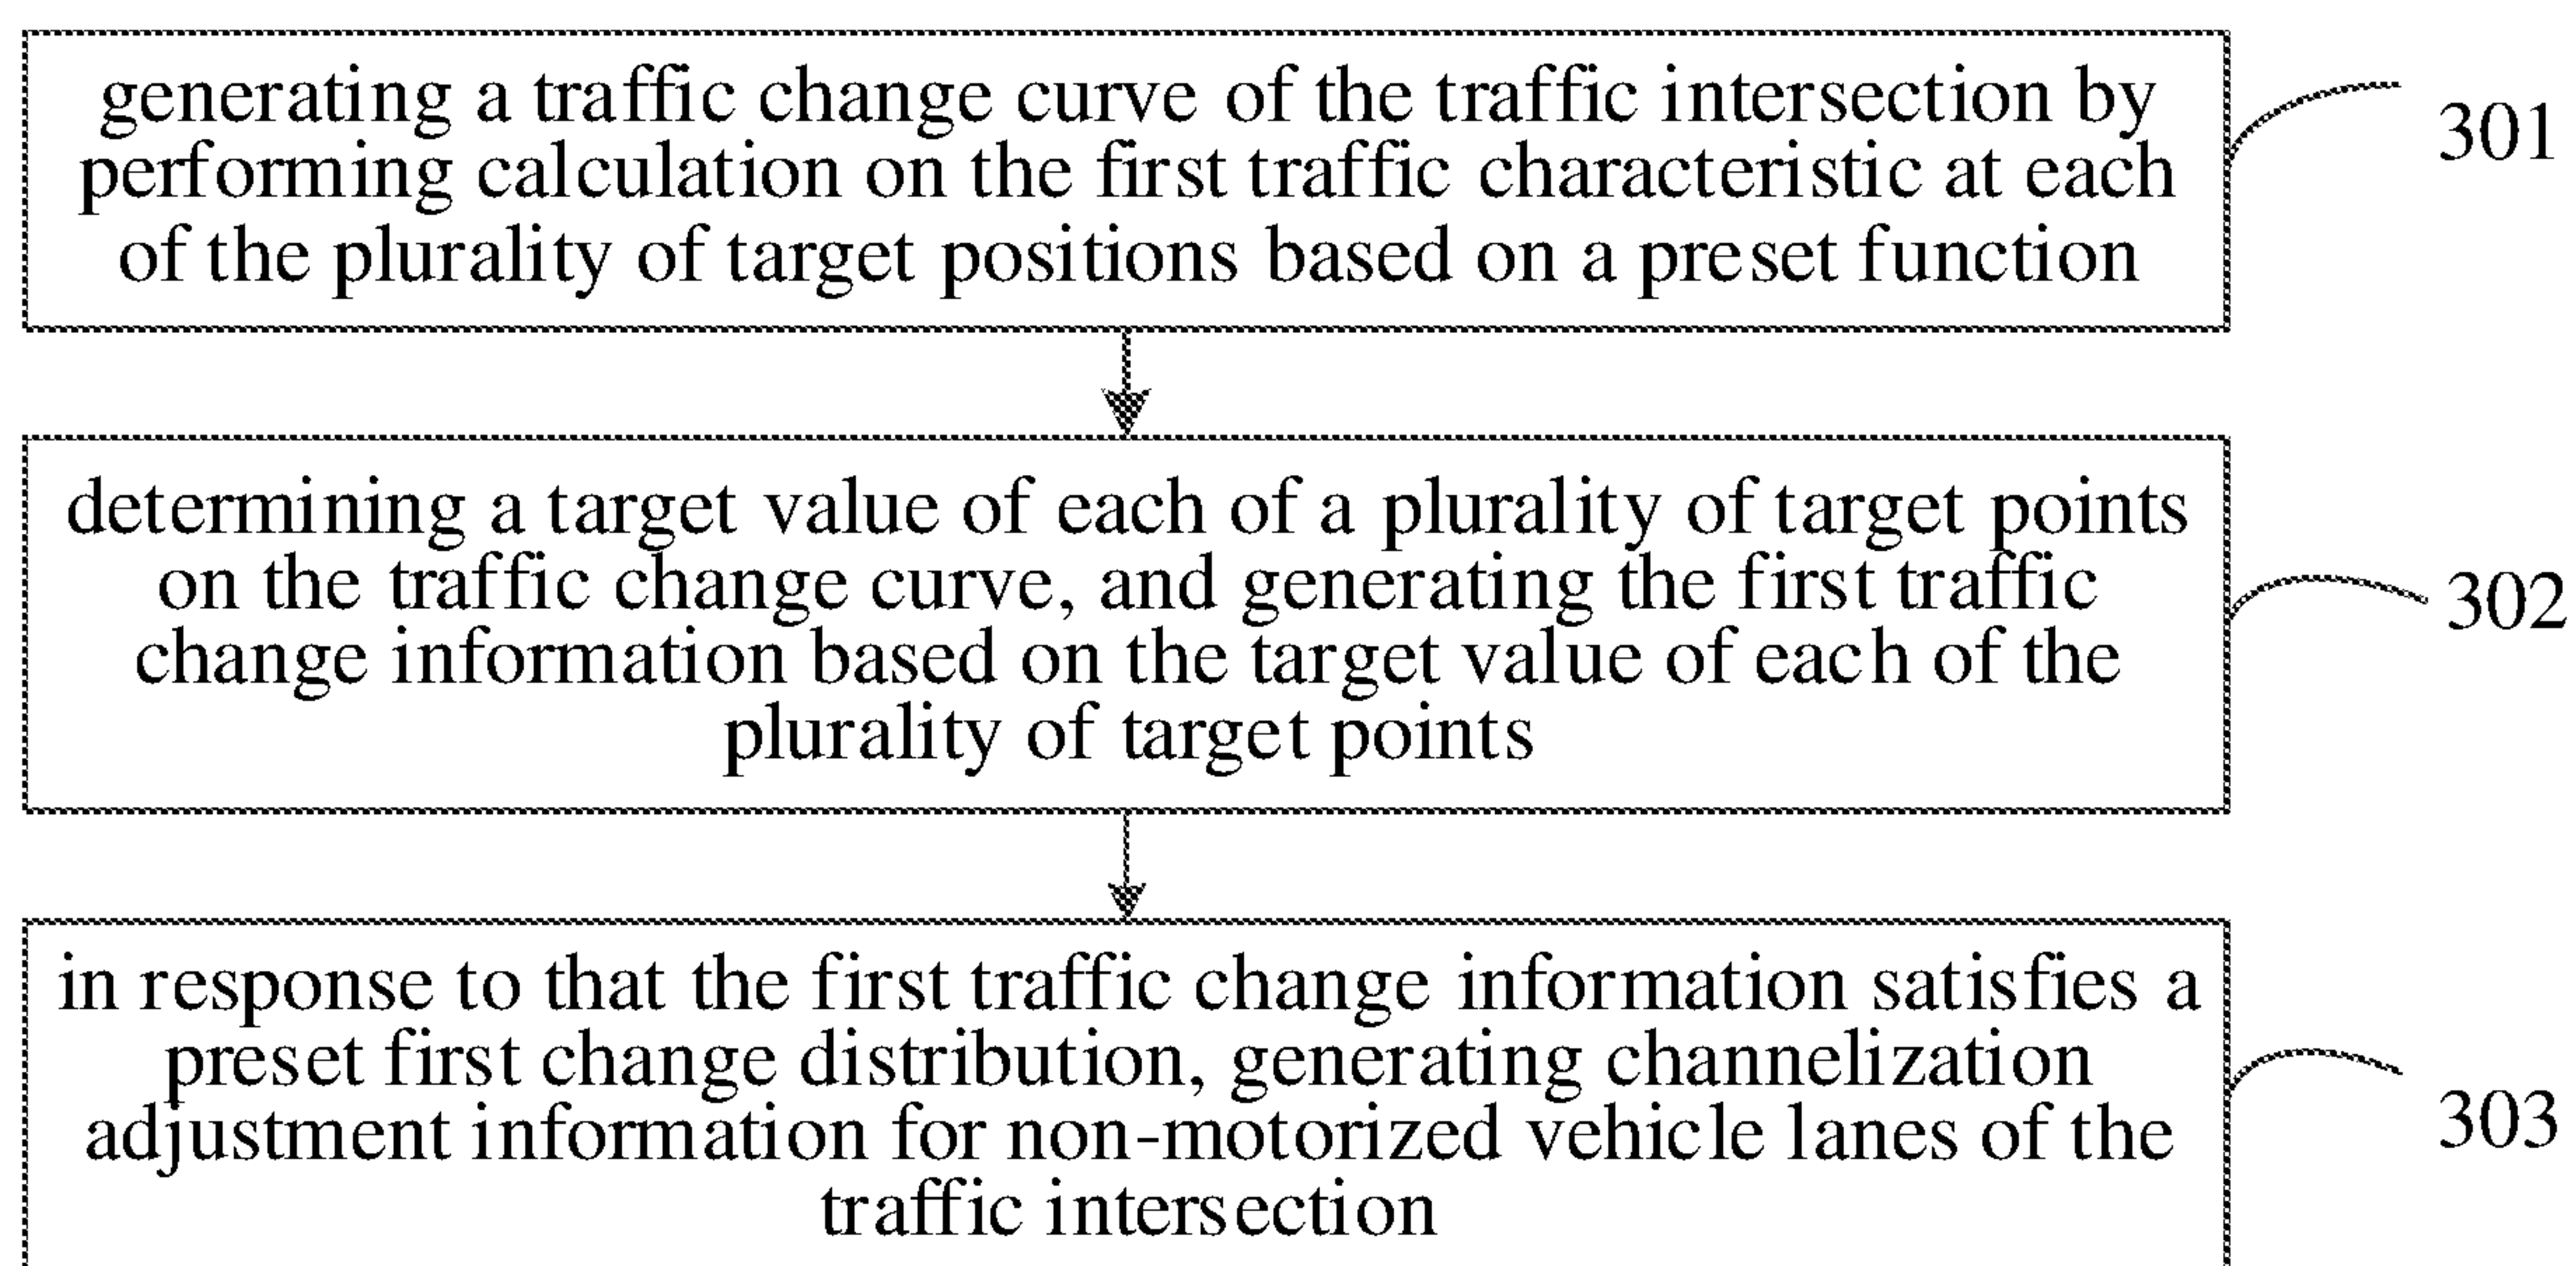 generating a traffic change curve of the traffic intersection by
performing calculation on the first traffic characteristic at each
of the plurality of target positions based on a preset function
301
determining a target value of each of a plurality of target points
on the traffic change curve, and generating the first traffic
change information based on the target value of each of the
plurality of target points
302
in response to that the first traffic change information satisfies a
preset first change distribution, generating channelization
adjustment information for non-motorized vehicle lanes of the
traffic intersection
303